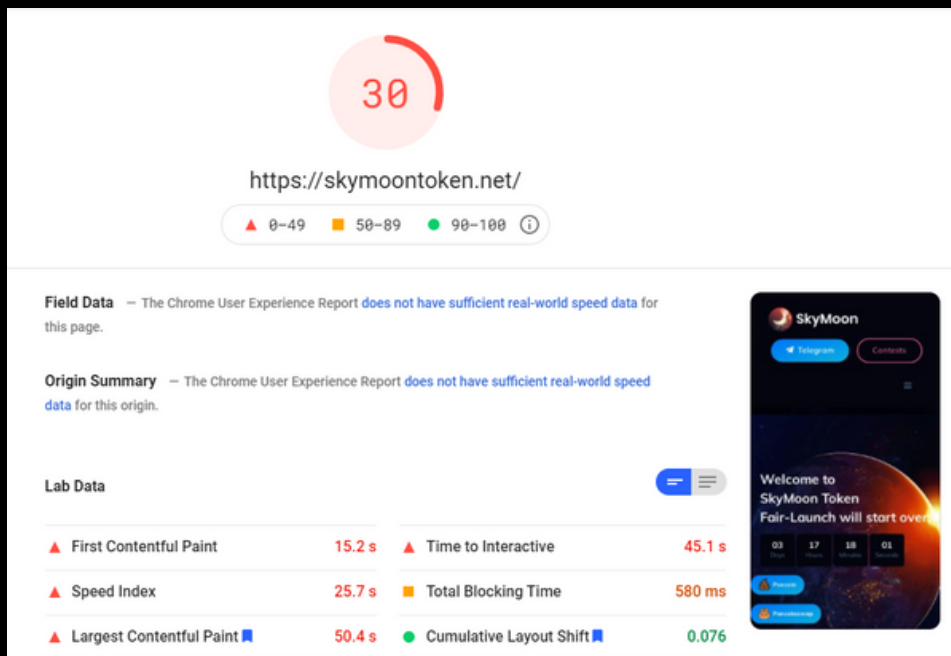 30
https://skymoontoken.net/
0–49 50–89 90–100
Field Data — The Chrome User Experience Report does not have sufficient real-world speed data for
this page.
Origin Summary — The Chrome User Experience Report does not have sufficient real-world speed
data for this origin.
Lab Data
First Contentful Paint 15.2 s
Time to Interactive 45.1 s
Speed Index 25.7 s
Total Blocking Time 580 ms
Largest Contentful Paint 50.4 s
Cumulative Layout Shift 0.076
SkyMoon
Telegram Contests
Welcome to
SkyMoon Token
Fair-Launch will start over
03 17 18 01
Days Hours Minutes Seconds
Pancakeswap